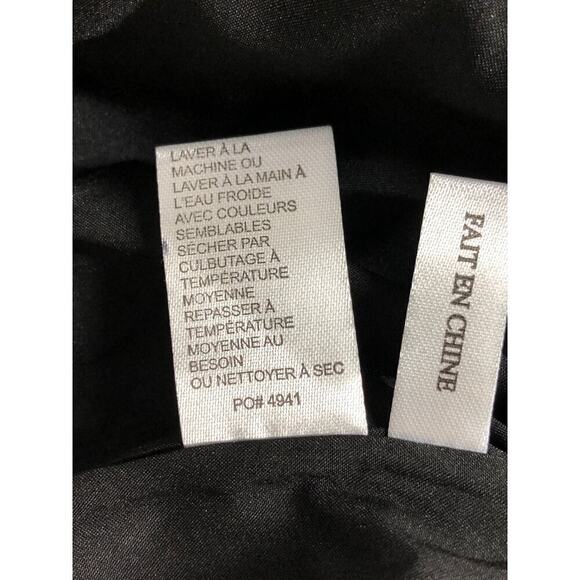 LAVER À LA
MACHINE OU
LAVER À LA MAIN À
L'EAU FROIDE
AVEC COULEURS
SEMBLABLES
SÉCHER PAR
CULBUTAGE À
TEMPÉRATURE
MOYENNE
REPASSER À
TEMPÉRATURE
MOYENNE AU
BESOIN
OU NETTOYER À SEC
PO# 4941
FAIT EN CHINE